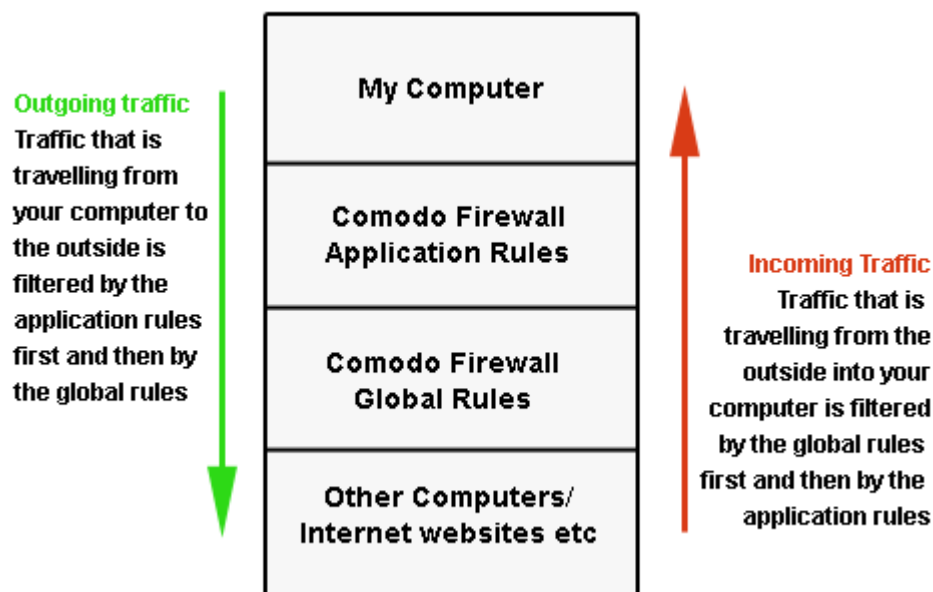 Outgoing traffic
Traffic that is
travelling from
your computer to
the outside is
filtered by the
application rules
first and then by
the global rules
My Computer
Comodo Firewall
Application Rules
Comodo Firewall
Global Rules
Other Computers/
Internet websites etc
Incoming Traffic
Traffic that is
travelling from the
outside into your
computer is filtered
by the global rules
first and then by the
application rules